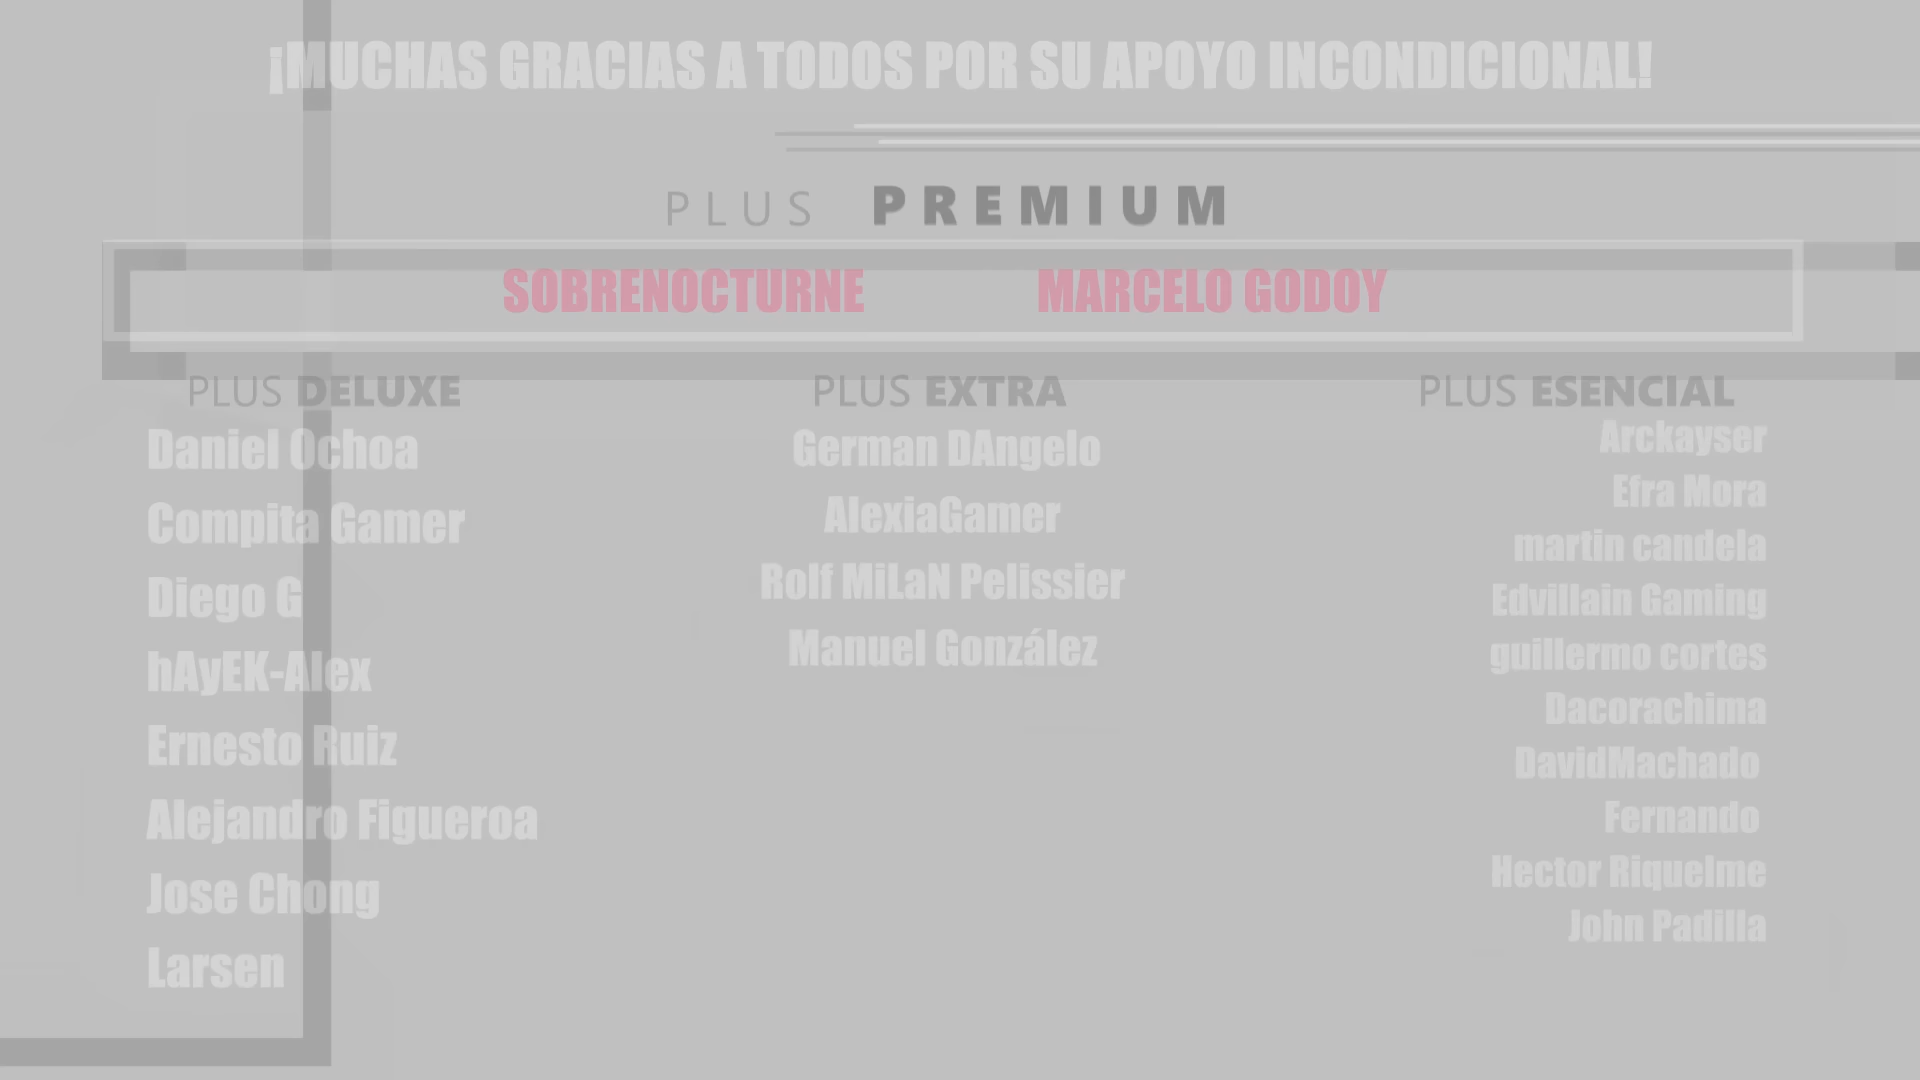 ¡MUCHAS GRACIAS A TODOS POR SU APOYO INCONDICIONAL!
PLUS PREMIUM
SOBRENOCTURNE MARCELO GODOY
PLUS DELUXE
Daniel Ochoa
Compita Gamer
Diego G
hAyEK-Alex
Ernesto Ruiz
Alejandro Figueroa
Jose Chong
Larsen
PLUS EXTRA
German DAngelo
AlexiaGamer
Rolf MiLaN Pelissier
Manuel González
PLUS ESENCIAL
Arckayser
Efra Mora
martin candela
Edvillain Gaming
guillermo cortes
Dacorachima
DavidMachado
Fernando
Hector Riquelme
John Padilla